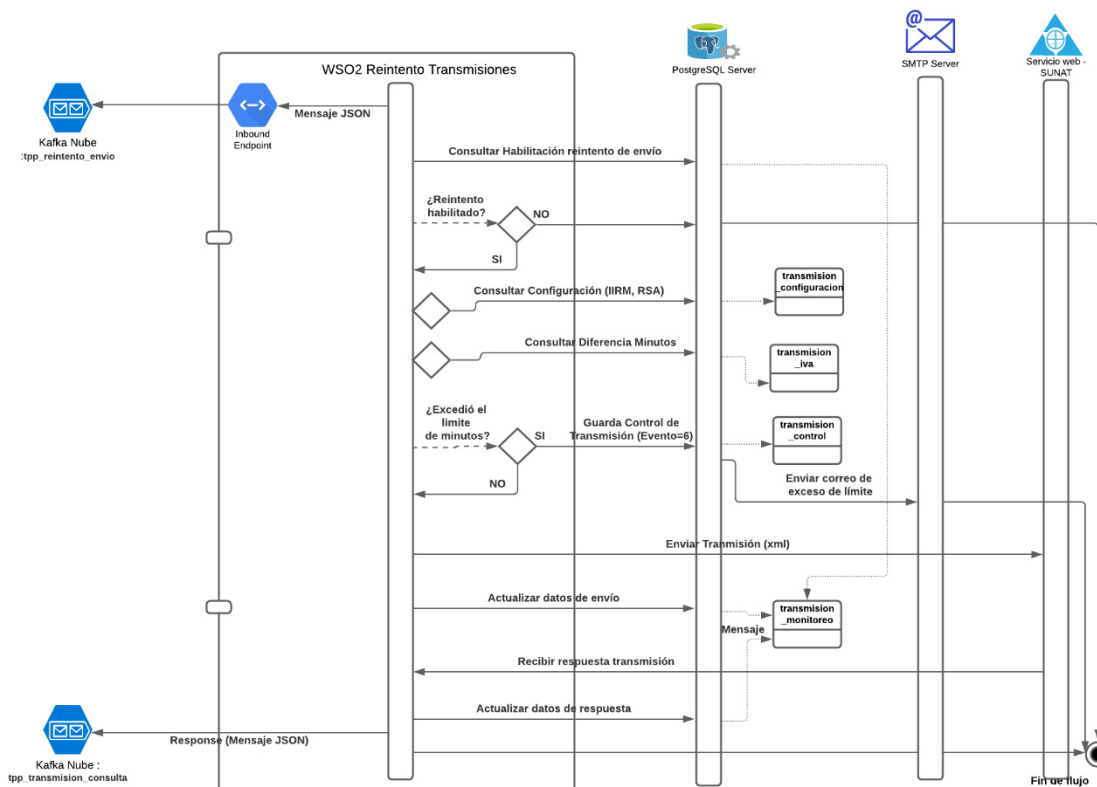 @
Servicio web -
SUNAT
SMTP Server
PostgreSQL Server
WSO2 Reintento Transmisiones
Mensaje JSON
Inbound
Endpoint
Kafka Nube
:tpp_reintento_envio
Consultar Habilitación reintento de envío
¿Reintento
habilitado?
NO
SI
Consultar Configuración (IIRM, RSA)
transmision
_configuracion
Consultar Diferencia Minutos
transmision
_iva
¿Excedió el
limite
de minutos?
SI
Guarda Control de
Transmisión (Evento=6)
transmision
_control
NO
Enviar correo de
exceso de límite
Enviar Tranmisión (xml)
Actualizar datos de envío
transmision
_monitoreo
Mensaje
Recibir respuesta transmisión
Actualizar datos de respuesta
Response (Mensaje JSON)
Kafka Nube :
tpp_transmision_consulta
Fin de flujo